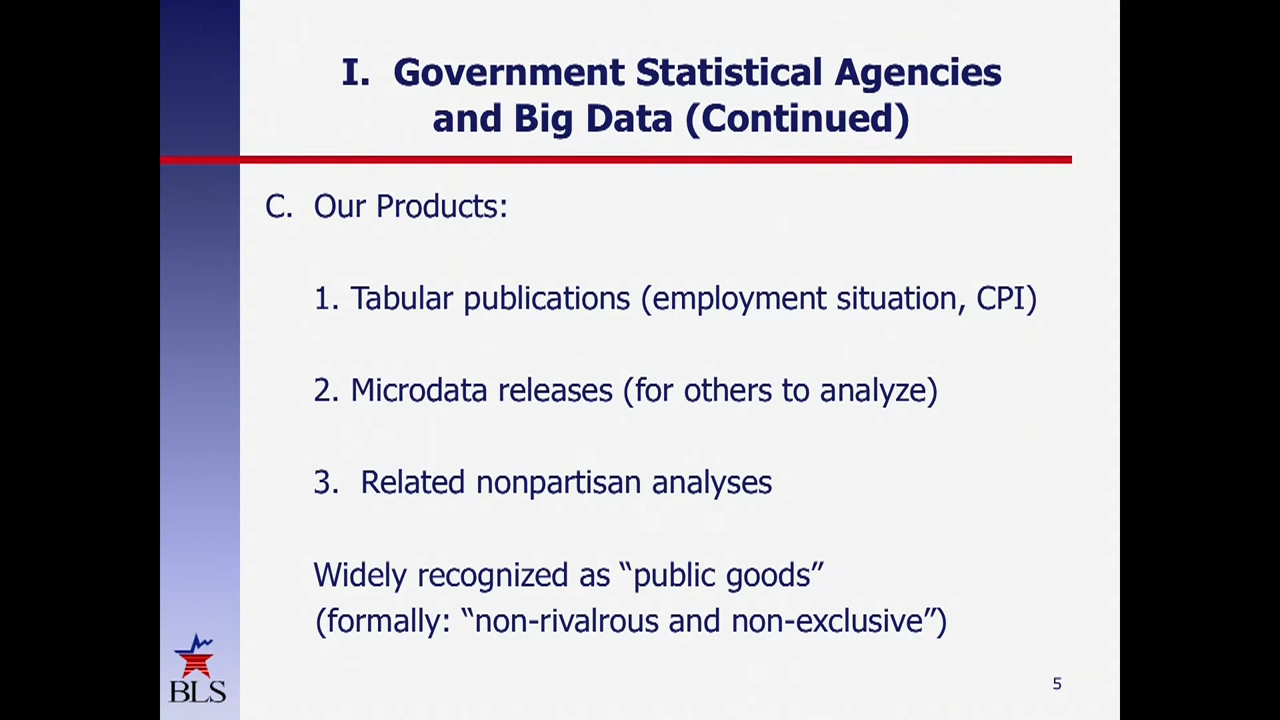 I. Government Statistical Agencies
and Big Data (Continued)
C. Our Products:
1. Tabular publications (employment situation, CPI)
2. Microdata releases (for others to analyze)
3. Related nonpartisan analyses
Widely recognized as “public goods”
(formally: “non-rivalrous and non-exclusive”)
BLS
5